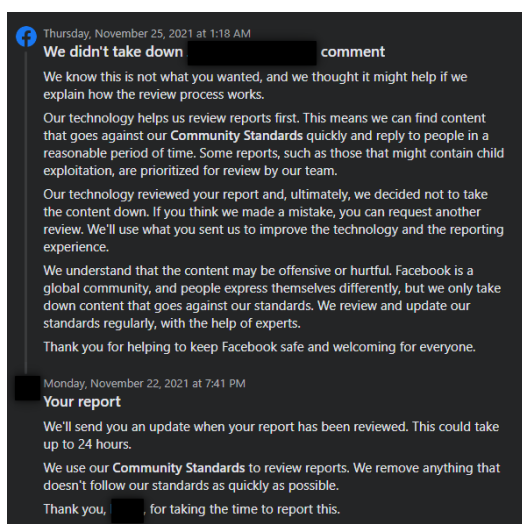 Thursday, November 25, 2021 at 1:18 AM
We didn't take down comment
We know this is not what you wanted, and we thought it might help if we
explain how the review process works.
Our technology helps us review reports first. This means we can find content
that goes against our Community Standards quickly and reply to people in a
reasonable period of time. Some reports, such as those that might contain child
exploitation, are prioritized for review by our team.
Our technology reviewed your report and, ultimately, we decided not to take
the content down. If you think we made a mistake, you can request another
review. We'll use what you sent us to improve the technology and the reporting
experience.
We understand that the content may be offensive or hurtful. Facebook is a
global community, and people express themselves differently, but we only take
down content that goes against our standards. We review and update our
standards regularly, with the help of experts.
Thank you for helping to keep Facebook safe and welcoming for everyone.
Monday, November 22, 2021 at 7:41 PM
Your report
We'll send you an update when your report has been reviewed. This could take
up to 24 hours.
We use our Community Standards to review reports. We remove anything that
doesn't follow our standards as quickly as possible.
Thank you, , for taking the time to report this.